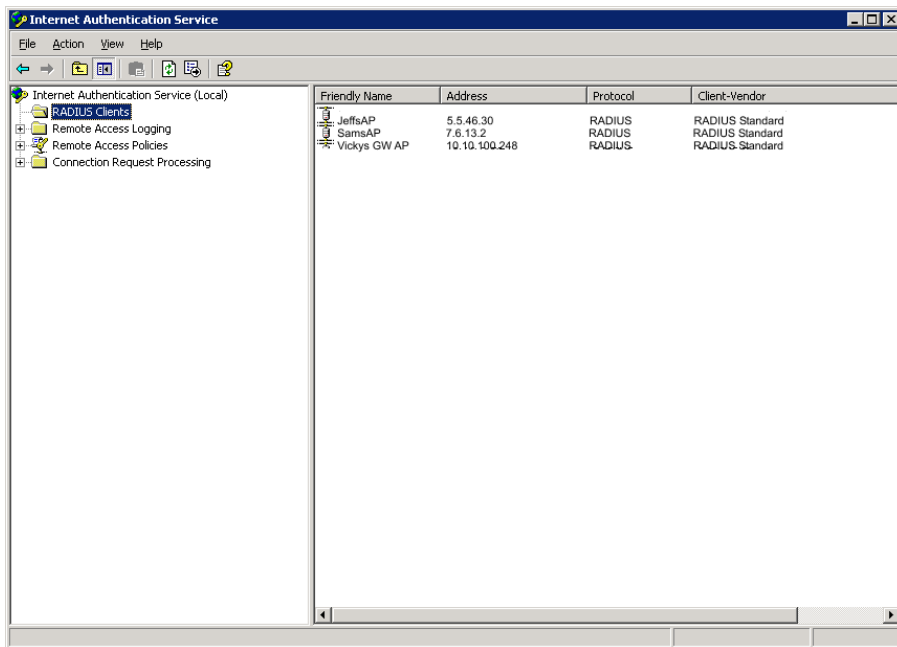 Internet Authentication Service
File Action View Help
Internet Authentication Service (Local)
RADIUS Clients
Remote Access Logging
Remote Access Policies
Connection Request Processing
Friendly Name Address Protocol Client-Vendor
JeffsAP 5.5.46.30 RADIUS RADIUS Standard
SamsAP 7.6.13.2 RADIUS RADIUS Standard
Vickys GW AP 10.10.100.248 RADIUS RADIUS Standard